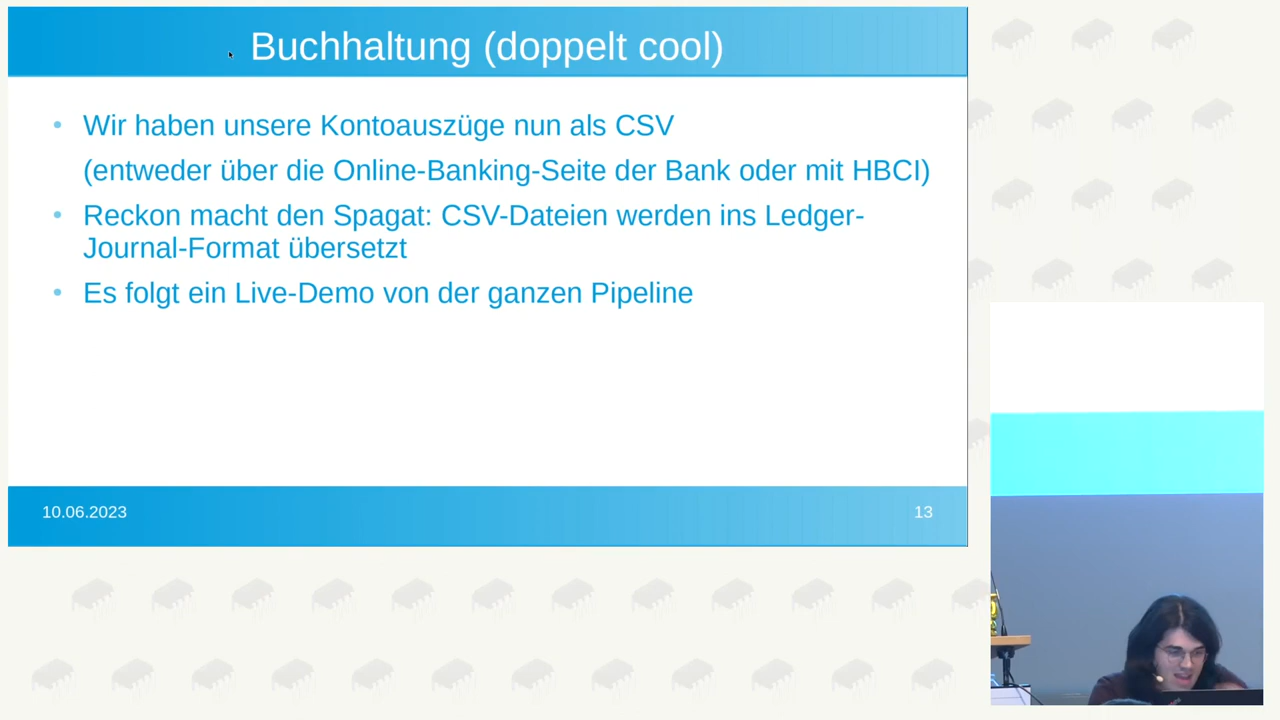 Buchhaltung (doppelt cool)
• Wir haben unsere Kontoauszüge nun als CSV
(entweder über die Online-Banking-Seite der Bank oder mit HBCI)
• Reckon macht den Spagat: CSV-Dateien werden ins Ledger-
Journal-Format übersetzt
• Es folgt ein Live-Demo von der ganzen Pipeline
10.06.2023
13